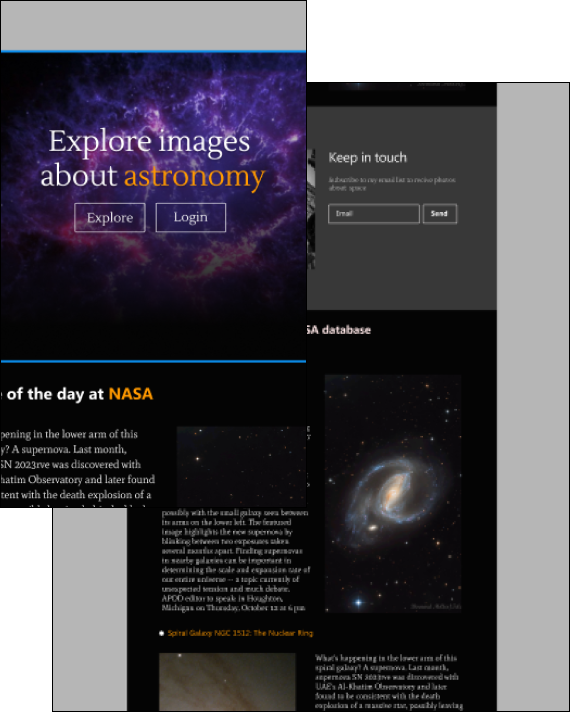 Explore images
about astronomy
Explore
Login
of the day at NASA
pening in the lower arm of this
y? A supernova. Last month,
SN 2023rve was discovered with
hatim Observatory and later found
tent with the death explosion of a
Keep in touch
Subscribe to my email list to recive photos
about: space
Email
Send
SA database
possibly with the small galaxy seen between
its arms on the lower left. The featured
image highlights the new supernova by
blinking between two exposures taken
several months apart. Finding supernovas
in nearby galaxies can be important in
determining the scale and expansion rate of
our entire universe -- a topic currently of
unexpected tension and much debate.
APOD editor to speak in Houghton,
Michigan on Thursday, October 12 at 6 pm
Spiral Galaxy NGC 1512: The Nuclear Ring
What's happening in the lower arm of this
spiral galaxy? A supernova. Last month,
supernova SN 2023rve was discovered with
UAE's Al-Khatim Observatory and later
found to be consistent with the death
explosion of a massive star, possibly leaving